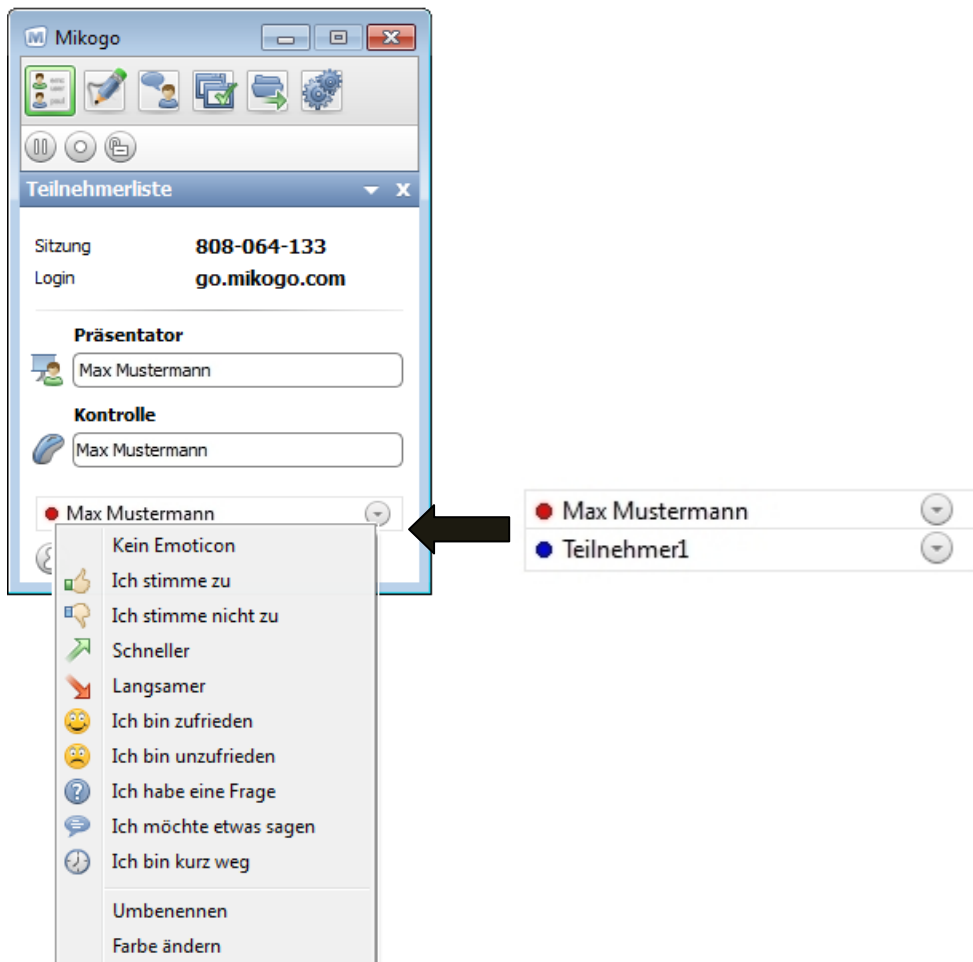 Mikogo
Teilnehmerliste
Sitzung 808-064-133
Login go.mikogo.com
Präsentator
Max Mustermann
Kontrolle
Max Mustermann
Max Mustermann
Kein Emoticon
Ich stimme zu
Ich stimme nicht zu
Schneller
Langsamer
Ich bin zufrieden
Ich bin unzufrieden
Ich habe eine Frage
Ich möchte etwas sagen
Ich bin kurz weg
Umbenennen
Farbe ändern
Max Mustermann
Teilnehmer1